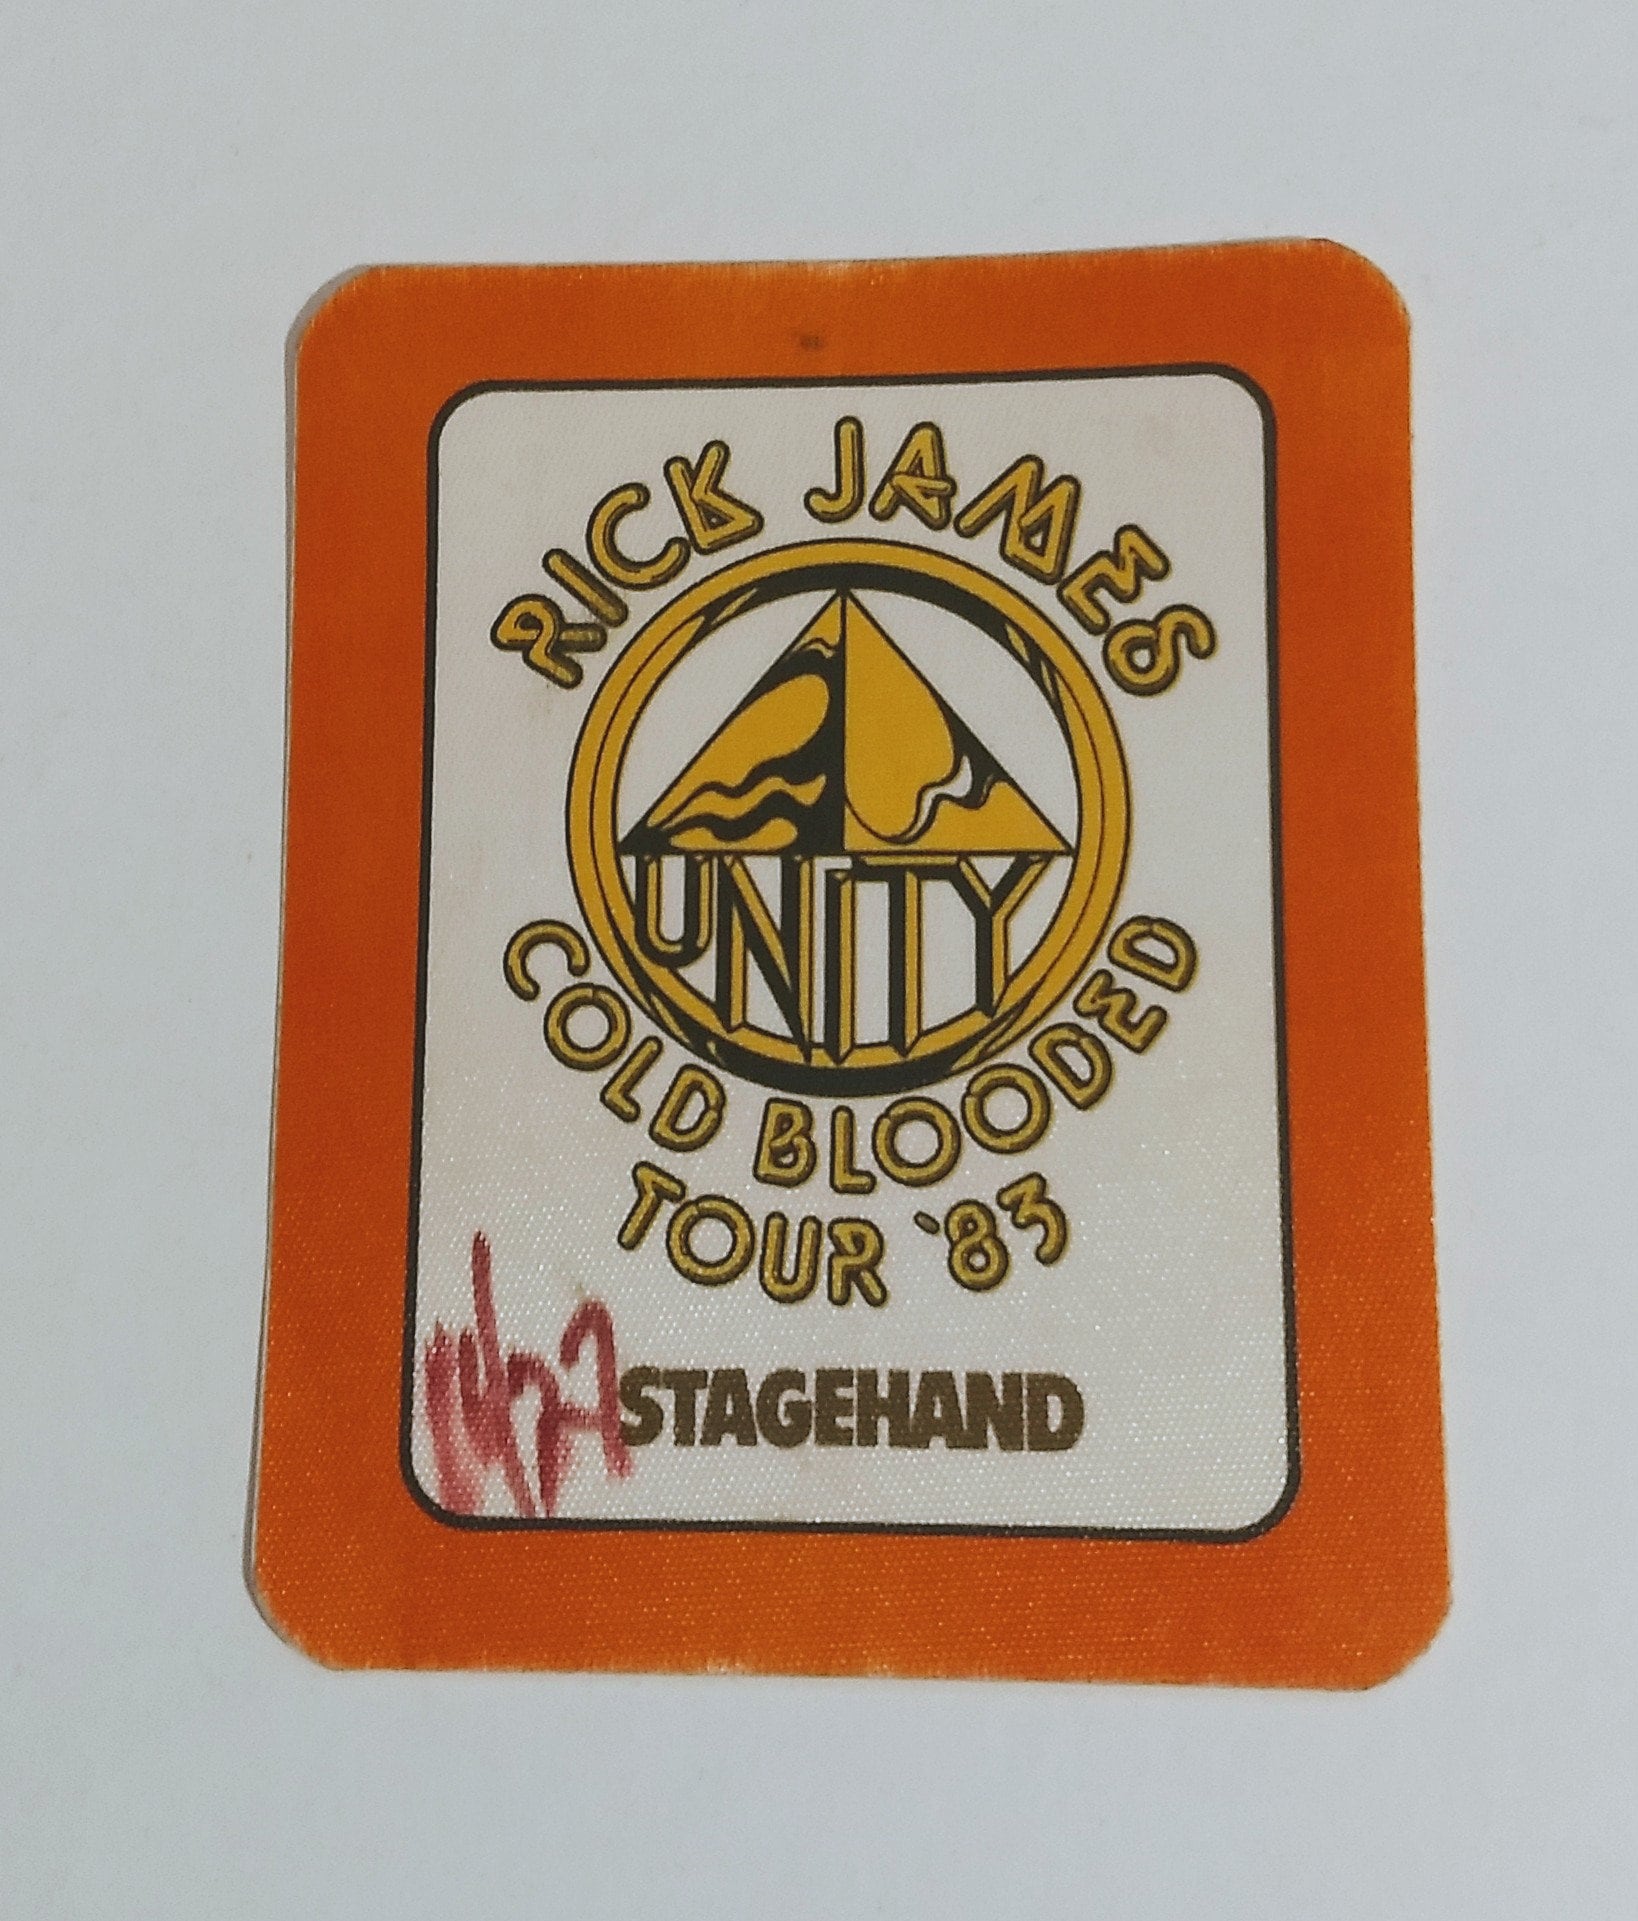 RICK JAMES
UNITY
COLD BLOODED
TOUR '83
STAGEHAND